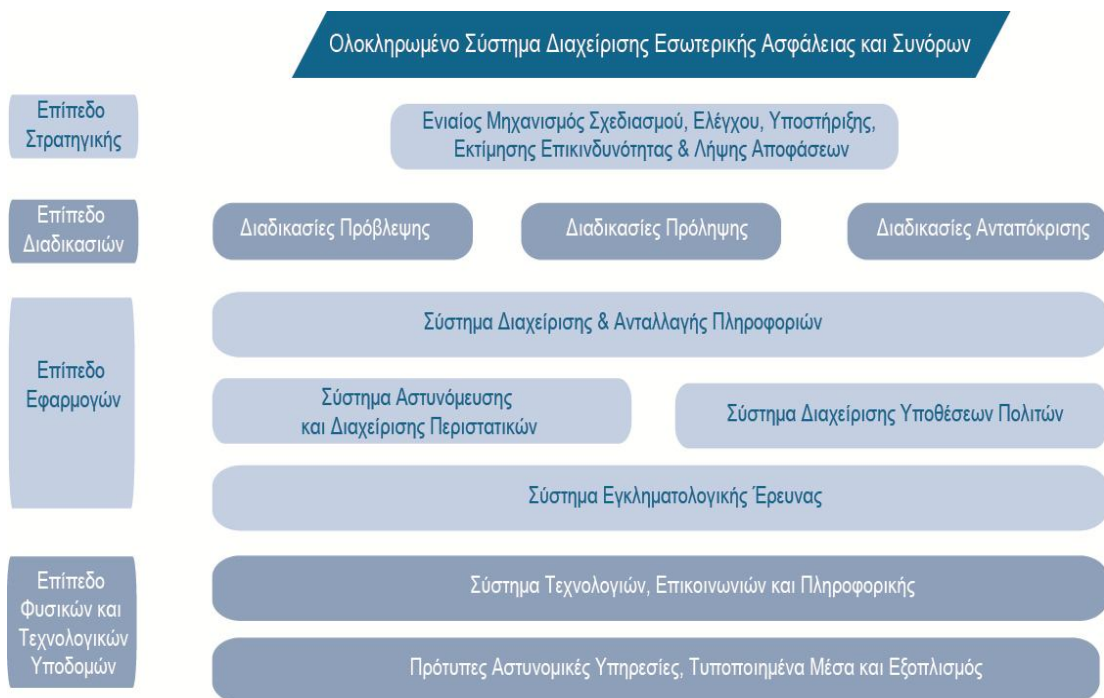 Ολοκληρωμένο Σύστημα Διαχείρισης Εσωτερικής Ασφάλειας και Συνόρων
Επίπεδο
Στρατηγικής
Ενιαίος Μηχανισμός Σχεδιασμού, Ελέγχου, Υποστήριξης,
Εκτίμησης Επικινδυνότητας & Λήψης Αποφάσεων
Επίπεδο
Διαδικασιών
Διαδικασίες Πρόβλεψης
Διαδικασίες Πρόληψης
Διαδικασίες Ανταπόκρισης
Επίπεδο
Εφαρμογών
Σύστημα Διαχείρισης & Ανταλλαγής Πληροφοριών
Σύστημα Αστυνόμευσης
και Διαχείρισης Περιστατικών
Σύστημα Διαχείρισης Υποθέσεων Πολιτών
Σύστημα Εγκληματολογικής Έρευνας
Επίπεδο
Φυσικών και
Τεχνολογικών
Υποδομών
Σύστημα Τεχνολογιών, Επικοινωνιών και Πληροφορικής
Πρότυπες Αστυνομικές Υπηρεσίες, Τυποποιημένα Μέσα και Εξοπλισμός